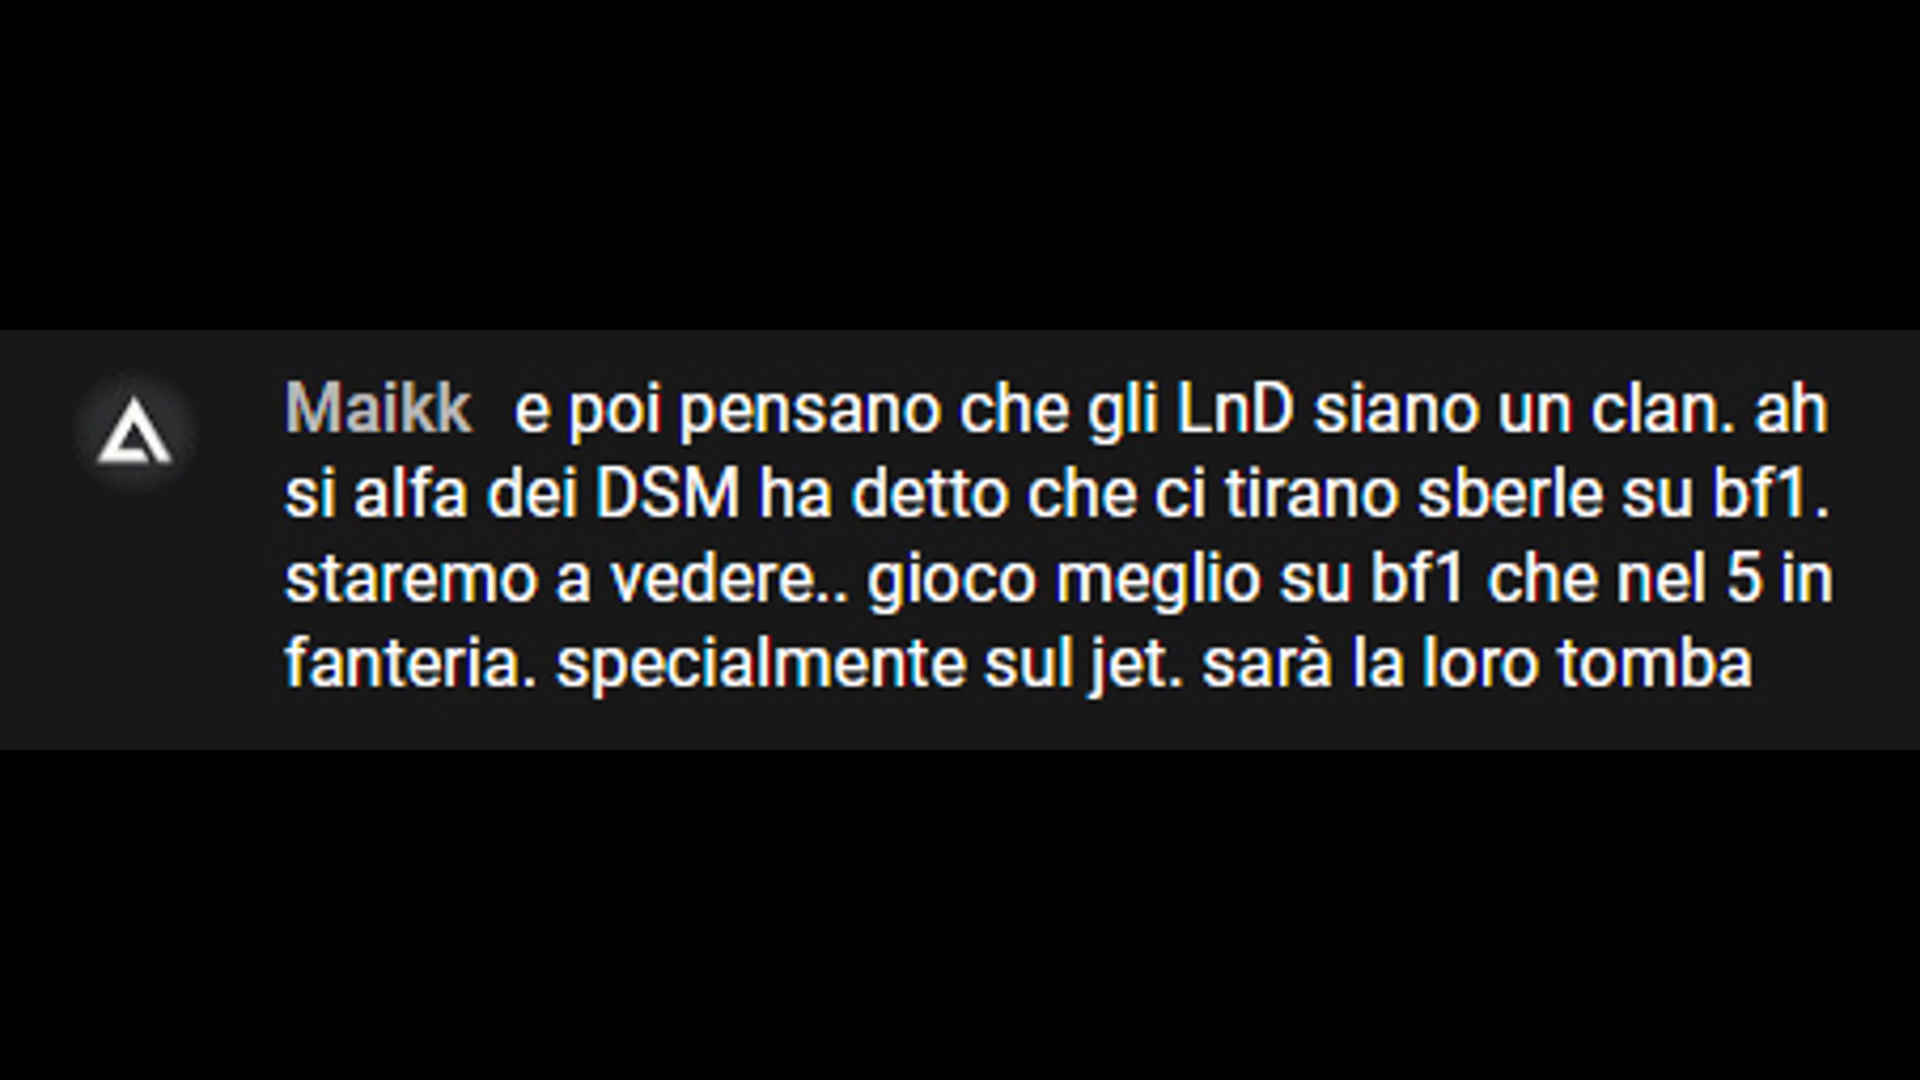 Maikk e poi pensano che gli LnD siano un clan. ah
si alfa dei DSM ha detto che ci tirano sberle su bf1.
staremo a vedere.. gioco meglio su bf1 che nel 5 in
fanteria. specialmente sul jet. sarà la loro tomba